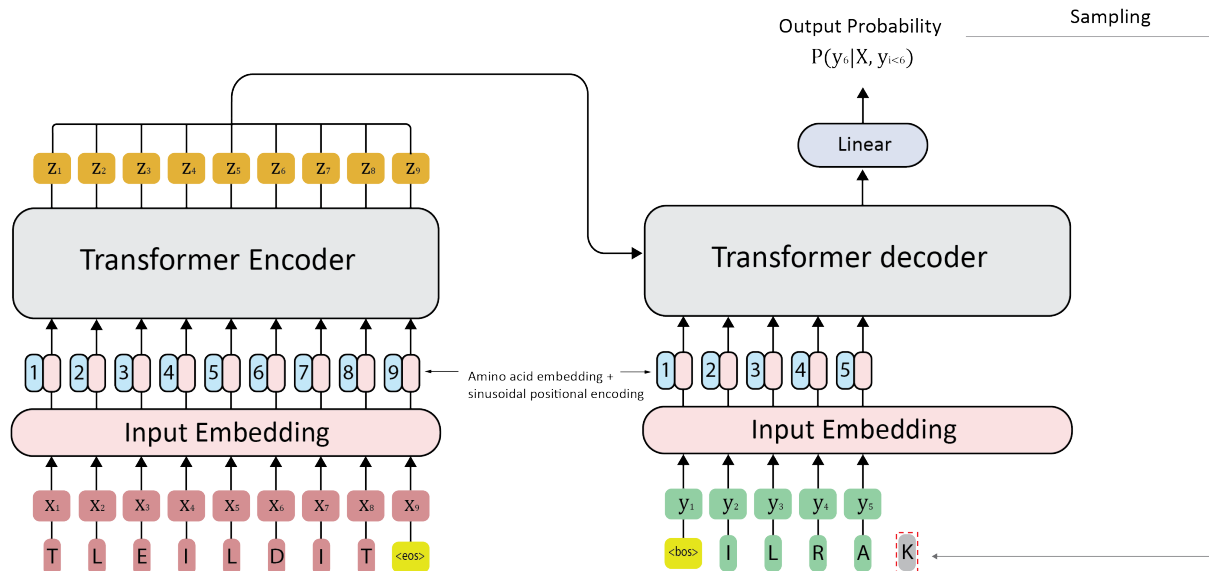 Output Probability
Sampling
P(y₆|X, yᵢ<₆)
Linear
z₁ z₂ z₃ z₄ z₅ z₆ z₇ z₈ z₉
Transformer Encoder
Transformer decoder
1 2 3 4 5 6 7 8 9
1 2 3 4 5
Amino acid embedding +
sinusoidal positional encoding
Input Embedding
Input Embedding
x₁ x₂ x₃ x₄ x₅ x₆ x₇ x₈ x₉
y₁ y₂ y₃ y₄ y₅
T L E I L D I T <eos>
<bos> I L R A K